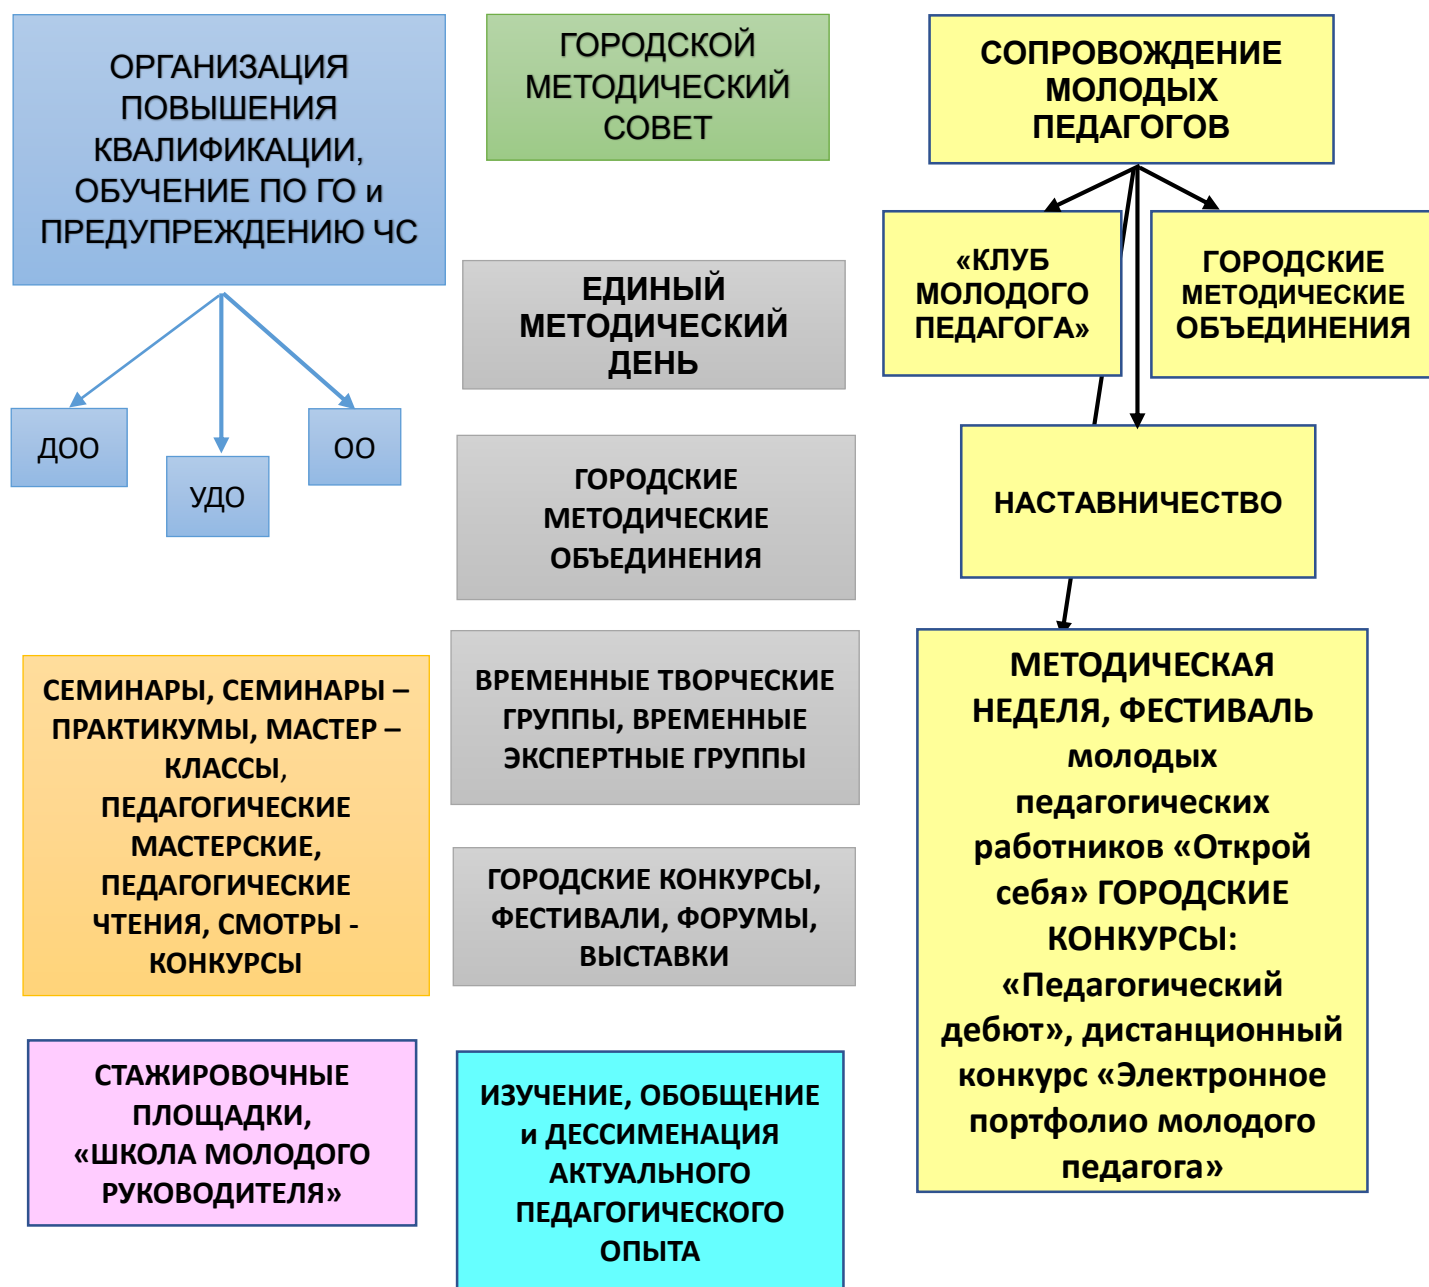 ОРГАНИЗАЦИЯ
ПОВЫШЕНИЯ
КВАЛИФИКАЦИИ,
ОБУЧЕНИЕ ПО ГО и
ПРЕДУПРЕЖДЕНИЮ ЧС
ДОО
УДО
ОО
СЕМИНАРЫ, СЕМИНАРЫ –
ПРАКТИКУМЫ, МАСТЕР –
КЛАССЫ,
ПЕДАГОГИЧЕСКИЕ
МАСТЕРСКИЕ,
ПЕДАГОГИЧЕСКИЕ
ЧТЕНИЯ, СМОТРЫ -
КОНКУРСЫ
СТАЖИРОВОЧНЫЕ
ПЛОЩАДКИ,
«ШКОЛА МОЛОДОГО
РУКОВОДИТЕЛЯ»
ГОРОДСКОЙ
МЕТОДИЧЕСКИЙ
СОВЕТ
ЕДИНЫЙ
МЕТОДИЧЕСКИЙ
ДЕНЬ
ГОРОДСКИЕ
МЕТОДИЧЕСКИЕ
ОБЪЕДИНЕНИЯ
ВРЕМЕННЫЕ ТВОРЧЕСКИЕ
ГРУППЫ, ВРЕМЕННЫЕ
ЭКСПЕРТНЫЕ ГРУППЫ
ГОРОДСКИЕ КОНКУРСЫ,
ФЕСТИВАЛИ, ФОРУМЫ,
ВЫСТАВКИ
ИЗУЧЕНИЕ, ОБОБЩЕНИЕ
и ДЕССИМЕНАЦИЯ
АКТУАЛЬНОГО
ПЕДАГОГИЧЕСКОГО
ОПЫТА
СОПРОВОЖДЕНИЕ
МОЛОДЫХ
ПЕДАГОГОВ
«КЛУБ
МОЛОДОГО
ПЕДАГОГА»
ГОРОДСКИЕ
МЕТОДИЧЕСКИЕ
ОБЪЕДИНЕНИЯ
НАСТАВНИЧЕСТВО
МЕТОДИЧЕСКАЯ
НЕДЕЛЯ, ФЕСТИВАЛЬ
молодых
педагогических
работников «Открой
себя» ГОРОДСКИЕ
КОНКУРСЫ:
«Педагогический
дебют», дистанционный
конкурс «Электронное
портфолио молодого
педагога»